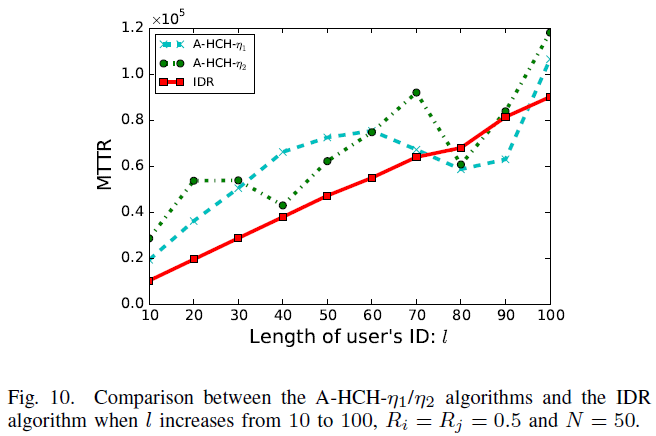 ×10⁵
1.2
1.0
0.8
0.6
0.4
0.2
0.0
MTTR
A-HCH-η₁
A-HCH-η₂
IDR
10 20 30 40 50 60 70 80 90 100
Length of user's ID: l
Fig. 10. Comparison between the A-HCH-η₁/η₂ algorithms and the IDR
algorithm when l increases from 10 to 100, Rᵢ = Rⱼ = 0.5 and N = 50.